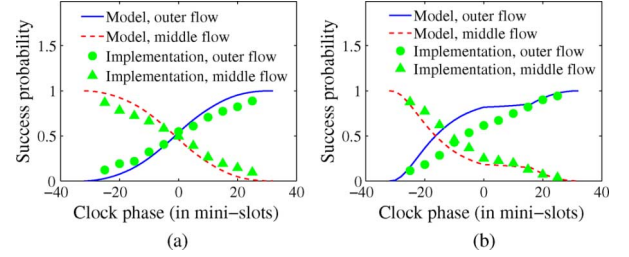 Model, outer flow
Model, middle flow
Implementation, outer flow
Implementation, middle flow
Success probability
0
0.5
1
1.5
−40
−20
0
20
40
Clock phase (in mini-slots)
(a)
Model, outer flow
Model, middle flow
Implementation, outer flow
Implementation, middle flow
Success probability
0
0.5
1
1.5
−40
−20
0
20
40
Clock phase (in mini-slots)
(b)